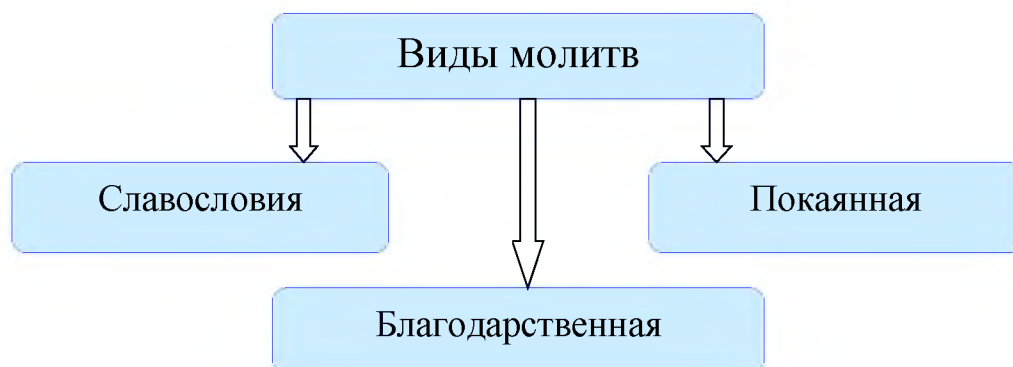 Виды молитв
Славословия
Покаянная
Благодарственная